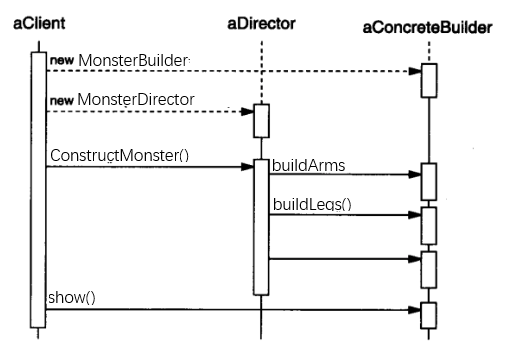 aClient
aDirector
aConcreteBuilder
new MonsterBuilder
new MonsterDirector
ConstructMonster()
buildArms
buildLegs()
show()